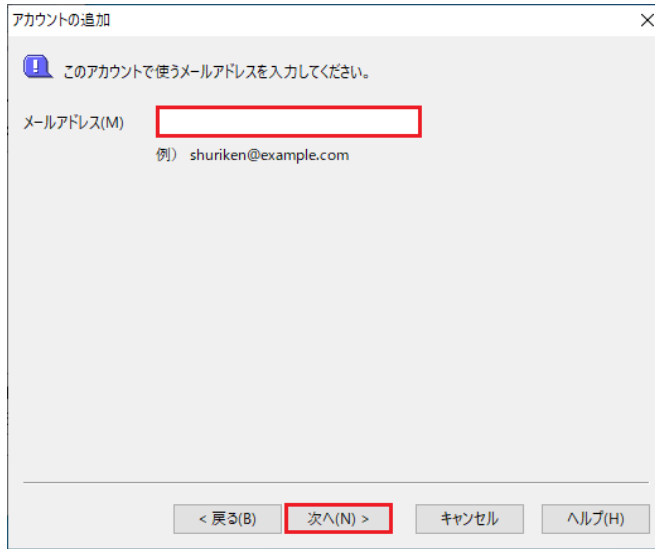 アカウントの追加
このアカウントで使うメールアドレスを入力してください。
メールアドレス(M)
例） shuriken@example.com
< 戻る(B) 次へ(N) > キャンセル ヘルプ(H)